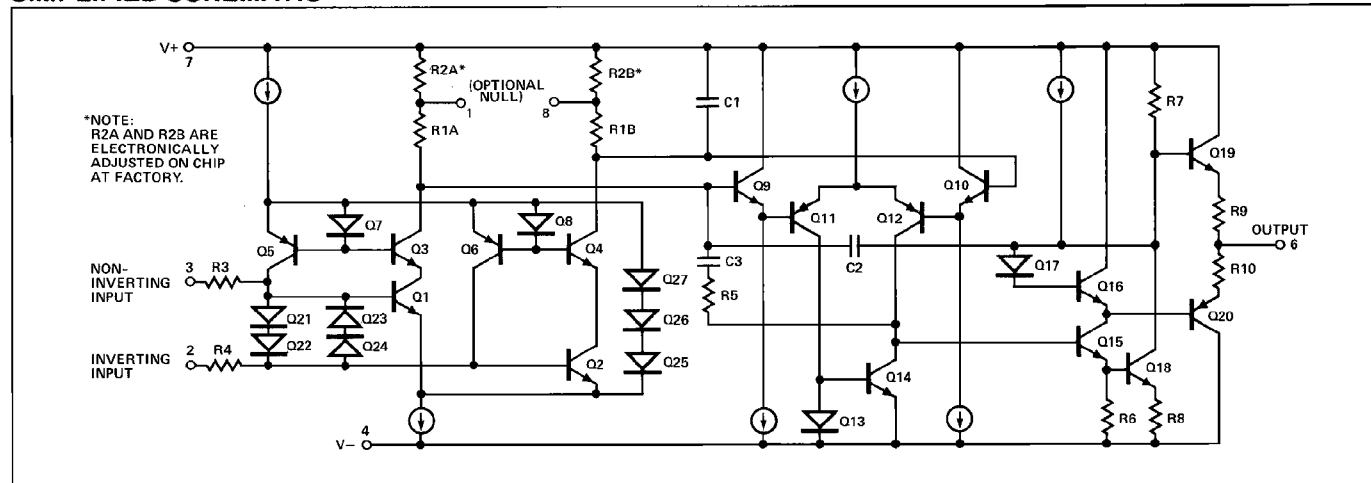 V+
7
R2A*
(OPTIONAL
NULL)
1
8
R2B*
R1A
R1B
C1
R7
*NOTE:
R2A AND R2B ARE
ELECTRONICALLY
ADJUSTED ON CHIP
AT FACTORY.
Q9
Q10
Q19
Q11
Q12
Q5
Q7
Q3
Q6
Q8
Q4
R9
OUTPUT
6
NON-
INVERTING
INPUT
3
R3
C3
C2
Q17
R10
Q27
Q16
Q1
R5
Q21
Q23
Q26
Q20
Q22
Q24
INVERTING
INPUT
2
R4
Q2
Q25
Q14
Q15
Q18
Q13
R6
R8
V-
4